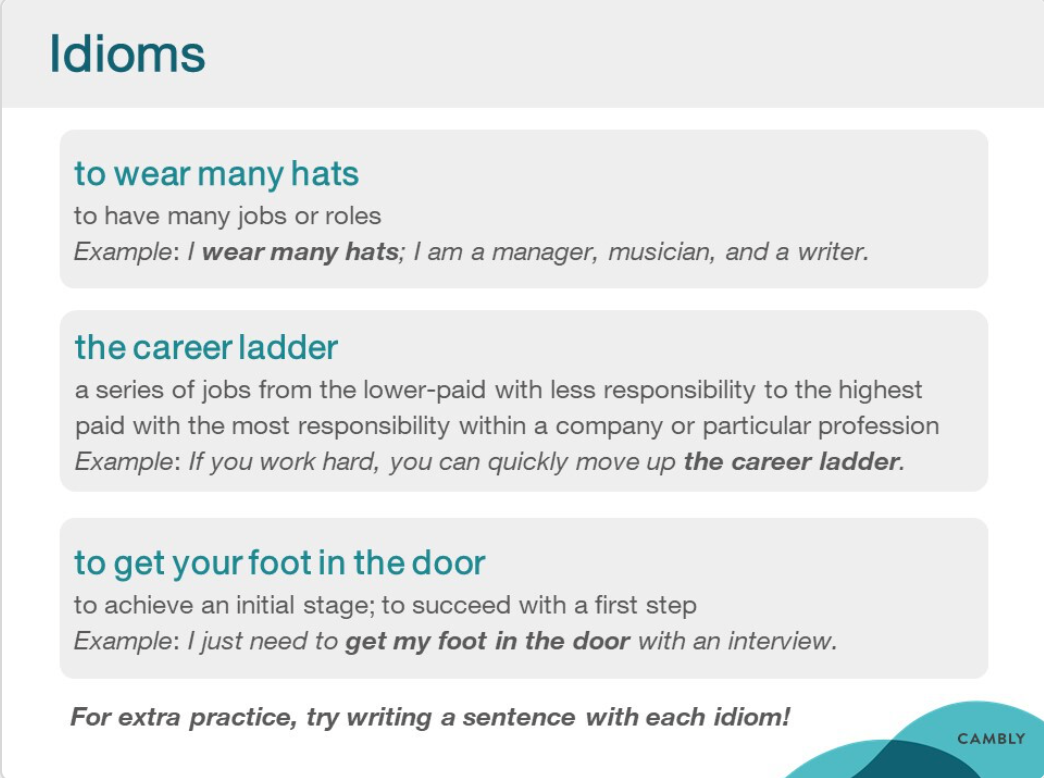 Idioms
to wear many hats
to have many jobs or roles
Example: I wear many hats; I am a manager, musician, and a writer.
the career ladder
a series of jobs from the lower-paid with less responsibility to the highest
paid with the most responsibility within a company or particular profession
Example: If you work hard, you can quickly move up the career ladder.
to get your foot in the door
to achieve an initial stage; to succeed with a first step
Example: I just need to get my foot in the door with an interview.
For extra practice, try writing a sentence with each idiom!
CAMBLY